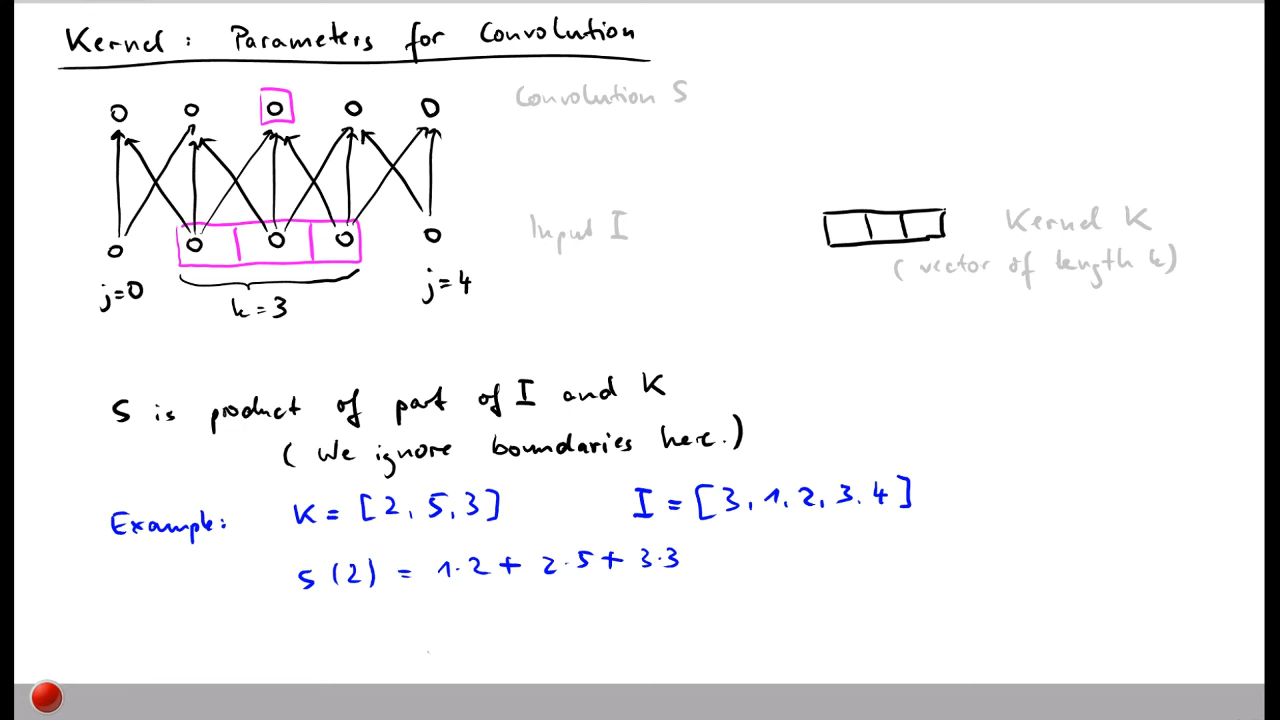 Kernel: Parameters for Convolution
o o o o o
Convolution S
o o o o o
Input I
Kernel K
(vector of length k)
j=0
k=3
j=4
S is product of part of I and K
(We ignore boundaries here.)
Example: K = [2, 5, 3] I = [3, 1, 2, 3. 4]
S(2) = 1·2 + 2·5 + 3·3